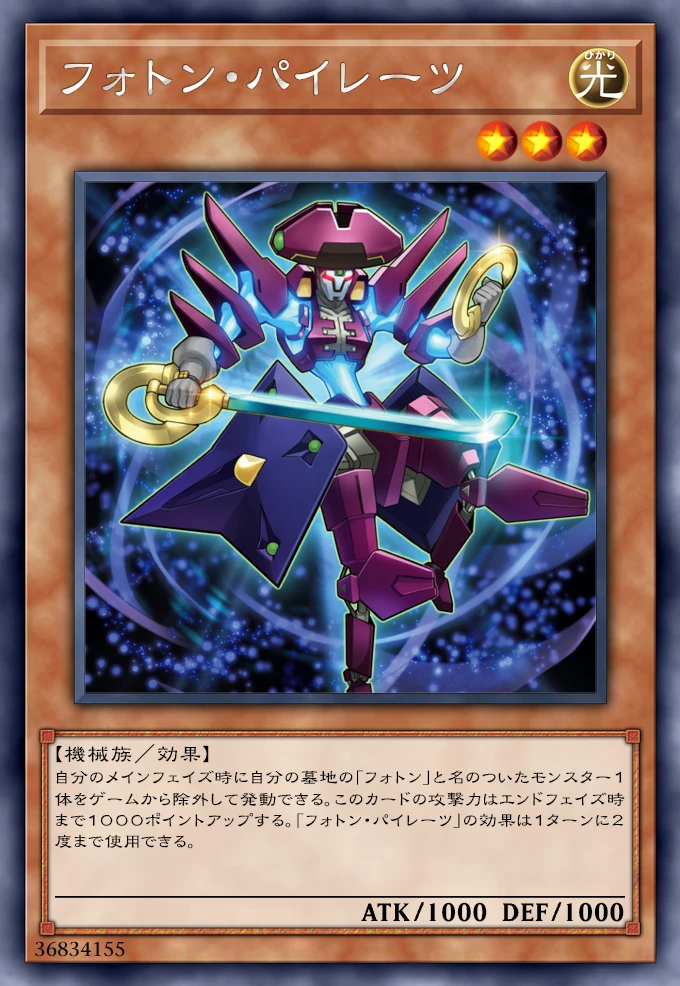 フォトン・パイレーツ
ひかり
光
【機械族／効果】
自分のメインフェイズ時に自分の墓地の「フォトン」と名のついたモンスター１
体をゲームから除外して発動できる。このカードの攻撃力はエンドフェイズ時
まで１０００ポイントアップする。「フォトン・パイレーツ」の効果は１ターンに２
度まで使用できる。
ATK/1000 DEF/1000
36834155